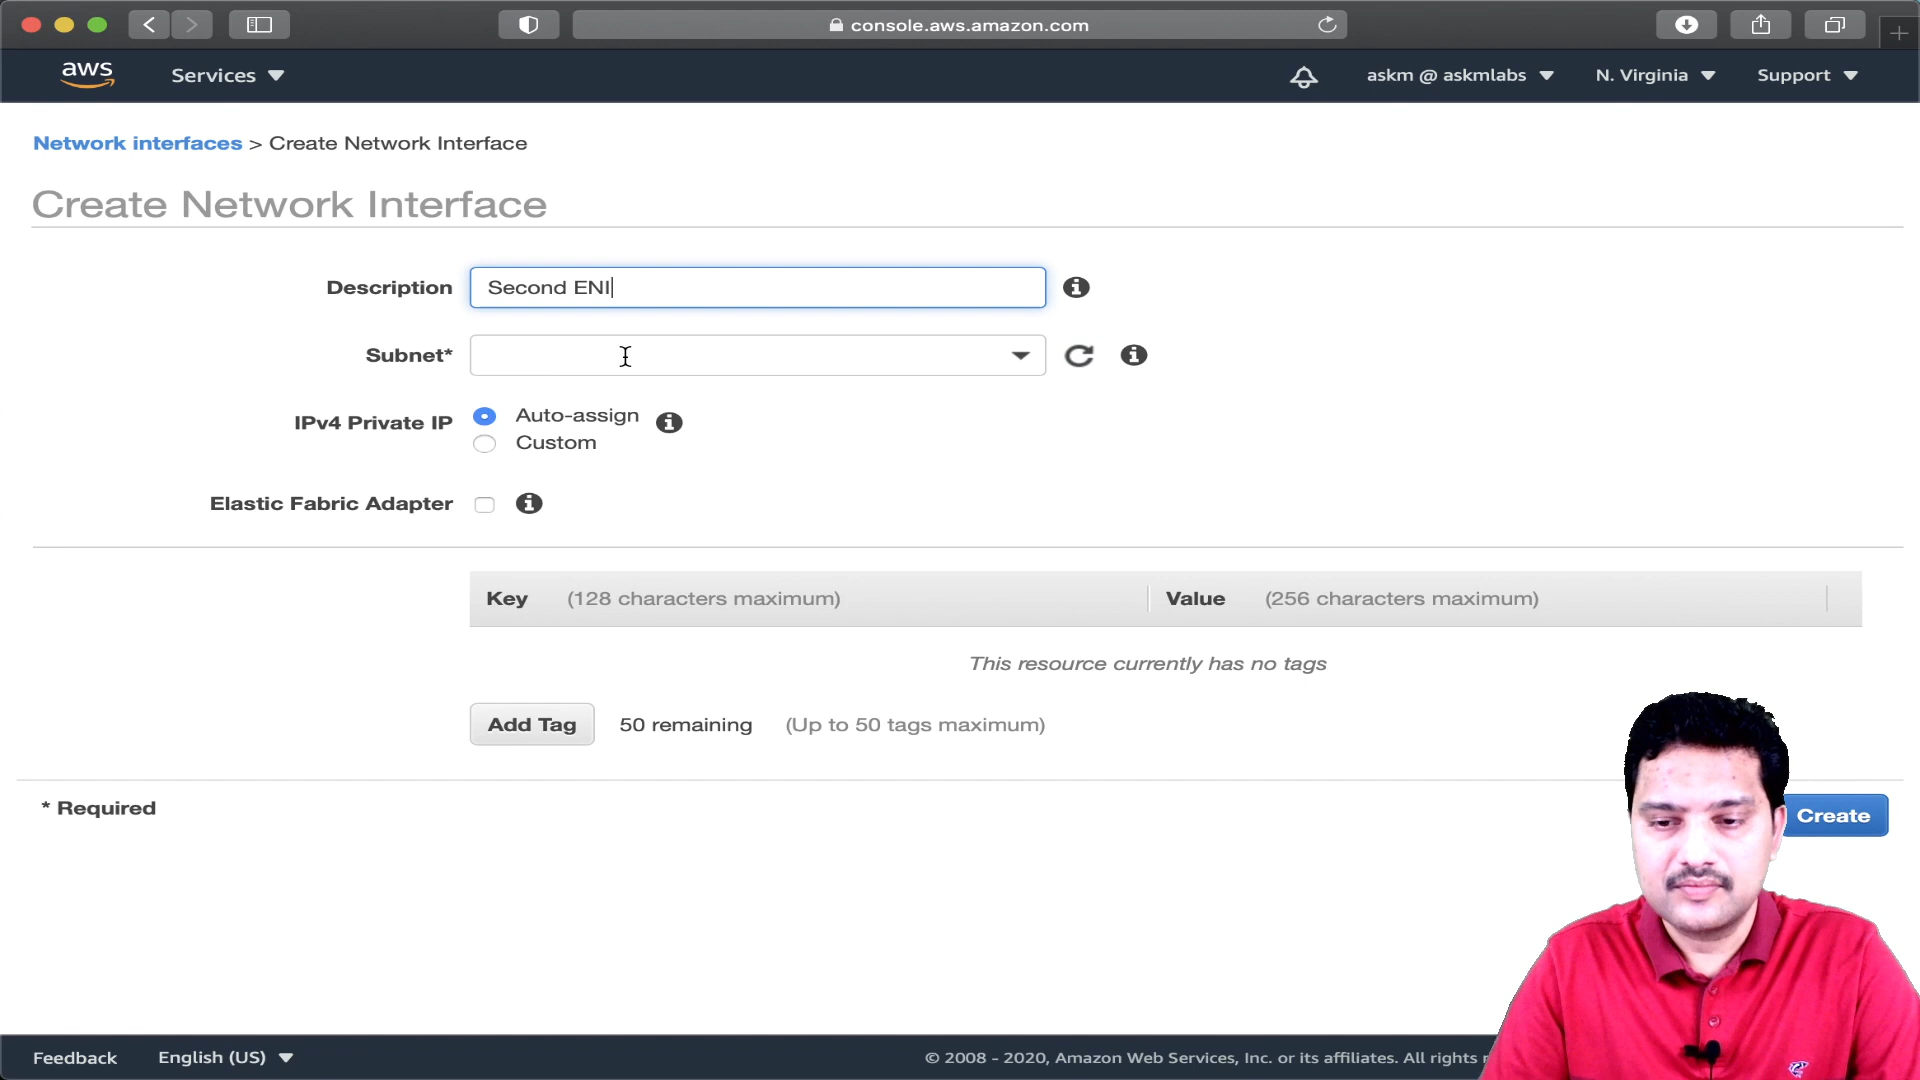 console.aws.amazon.com
aws Services askm @ askmlabs N. Virginia Support
Network interfaces > Create Network Interface
Create Network Interface
Description Second ENI
Subnet*
IPv4 Private IP Auto-assign
Custom
Elastic Fabric Adapter
Key (128 characters maximum) Value (256 characters maximum)
This resource currently has no tags
Add Tag 50 remaining (Up to 50 tags maximum)
* Required
Create
Feedback English (US) © 2008 - 2020, Amazon Web Services, Inc. or its affiliates. All rights